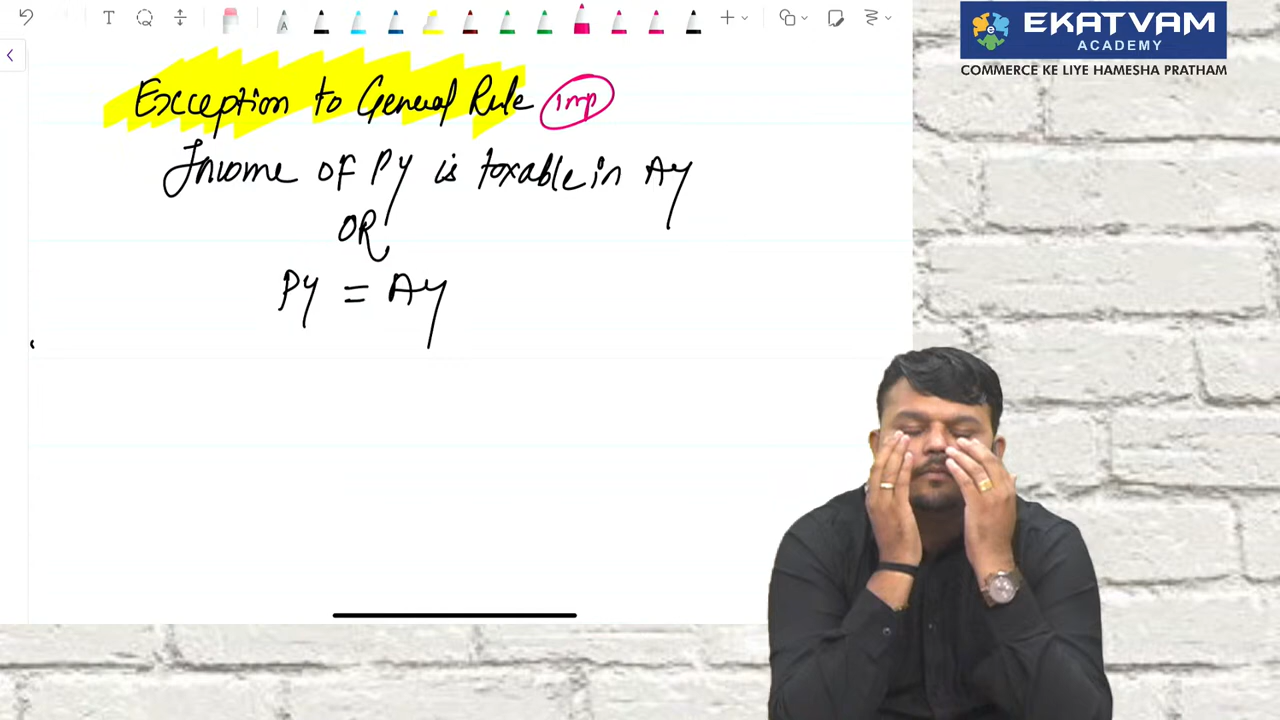 EKATVAM
ACADEMY
COMMERCE KE LIYE HAMESHA PRATHAM
Exception to General Rule imp
Income of PY is taxable in AY
OR
PY = AY